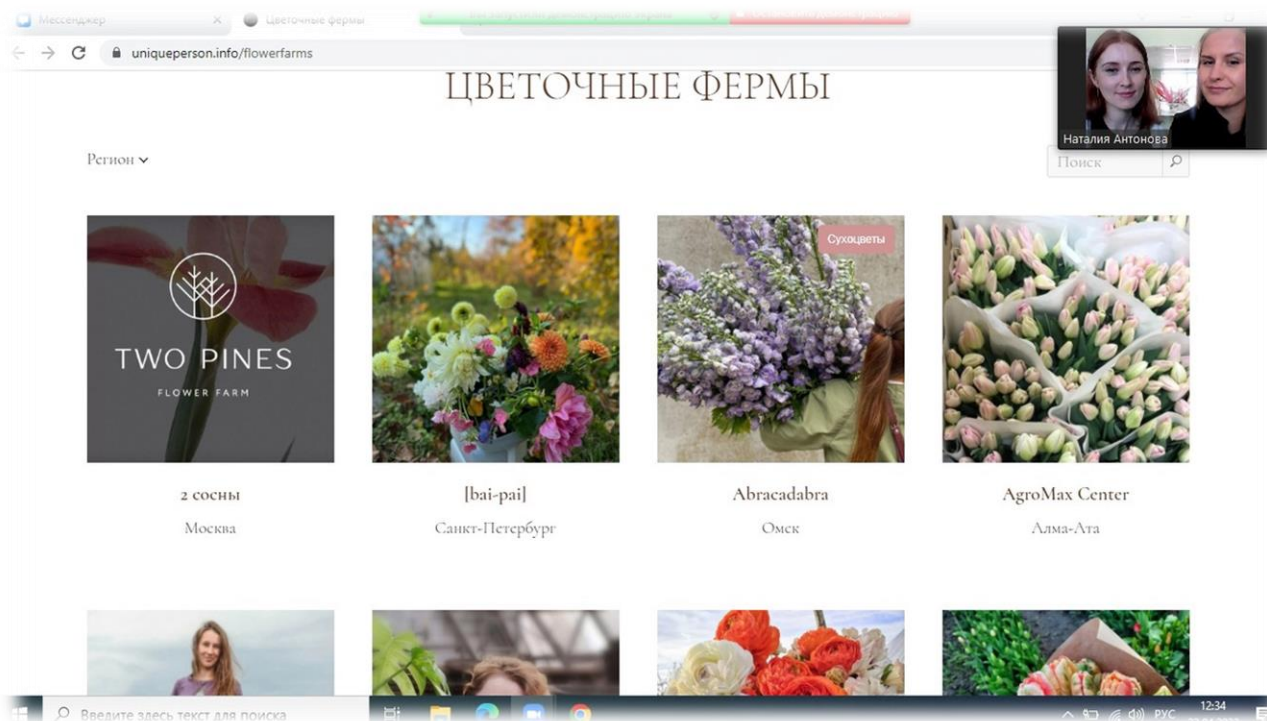 Мессенджер
Цветочные фермы
uniqueperson.info/flowerfarms
ЦВЕТОЧНЫЕ ФЕРМЫ
Наталия Антонова
Регион
Поиск
TWO PINES
FLOWER FARM
Сухоцветы
2 сосны
[bai-pai]
Abracadabra
AgroMax Center
Москва
Санкт-Петербург
Омск
Алма-Ата
Введите здесь текст для поиска
РУС
12:34